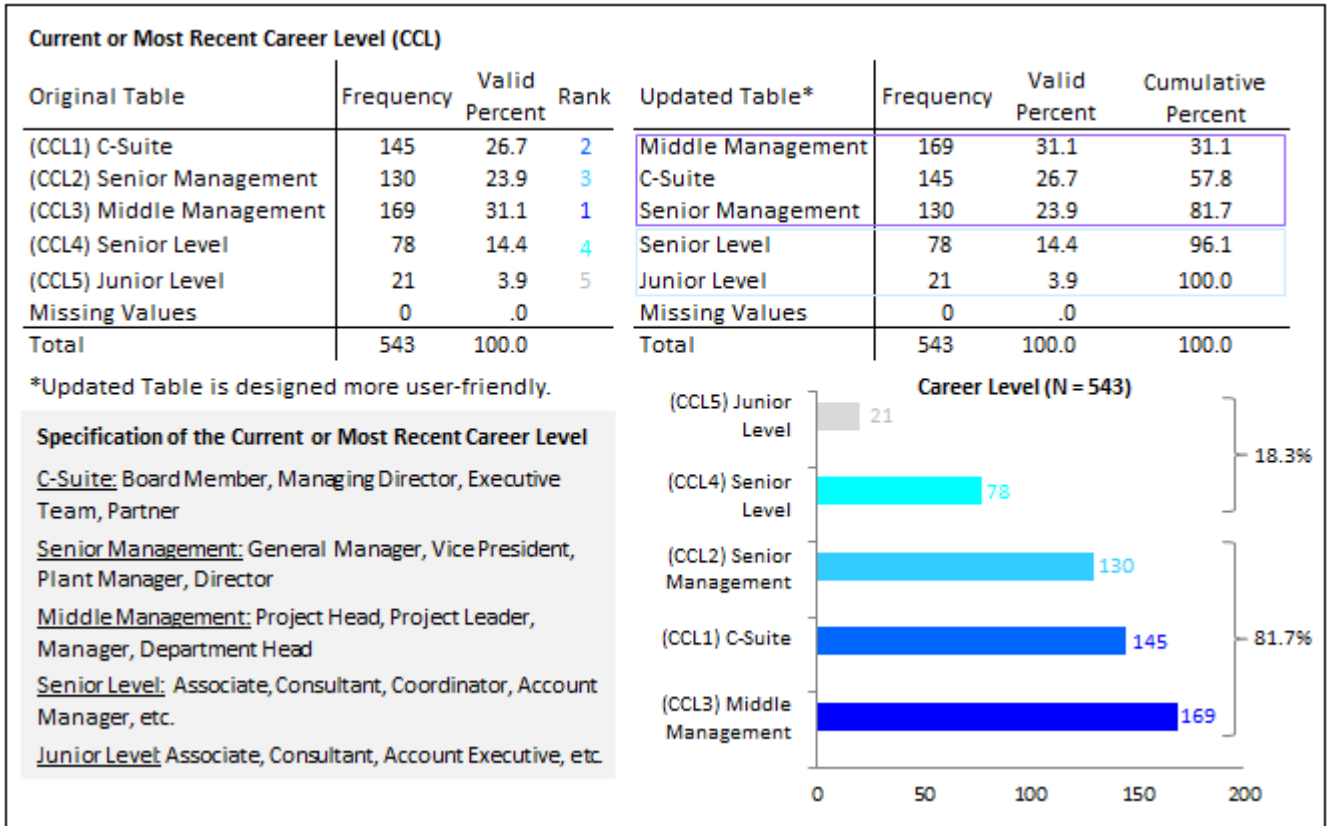 Current or Most Recent Career Level (CCL)
Original Table Frequency Valid Percent Rank
(CCL1) C-Suite 145 26.7 2
(CCL2) Senior Management 130 23.9 3
(CCL3) Middle Management 169 31.1 1
(CCL4) Senior Level 78 14.4 4
(CCL5) Junior Level 21 3.9 5
Missing Values 0 .0
Total 543 100.0
Updated Table* Frequency Valid Percent Cumulative Percent
Middle Management 169 31.1 31.1
C-Suite 145 26.7 57.8
Senior Management 130 23.9 81.7
Senior Level 78 14.4 96.1
Junior Level 21 3.9 100.0
Missing Values 0 .0
Total 543 100.0 100.0
*Updated Table is designed more user-friendly.
Specification of the Current or Most Recent Career Level
C-Suite: Board Member, Managing Director, Executive
Team, Partner
Senior Management: General Manager, Vice President,
Plant Manager, Director
Middle Management: Project Head, Project Leader,
Manager, Department Head
Senior Level: Associate, Consultant, Coordinator, Account
Manager, etc.
Junior Level: Associate, Consultant, Account Executive, etc.
Career Level (N = 543)
(CCL5) Junior
Level
21
(CCL4) Senior
Level
78
18.3%
(CCL2) Senior
Management
130
(CCL1) C-Suite
145
81.7%
(CCL3) Middle
Management
169
0 50 100 150 200